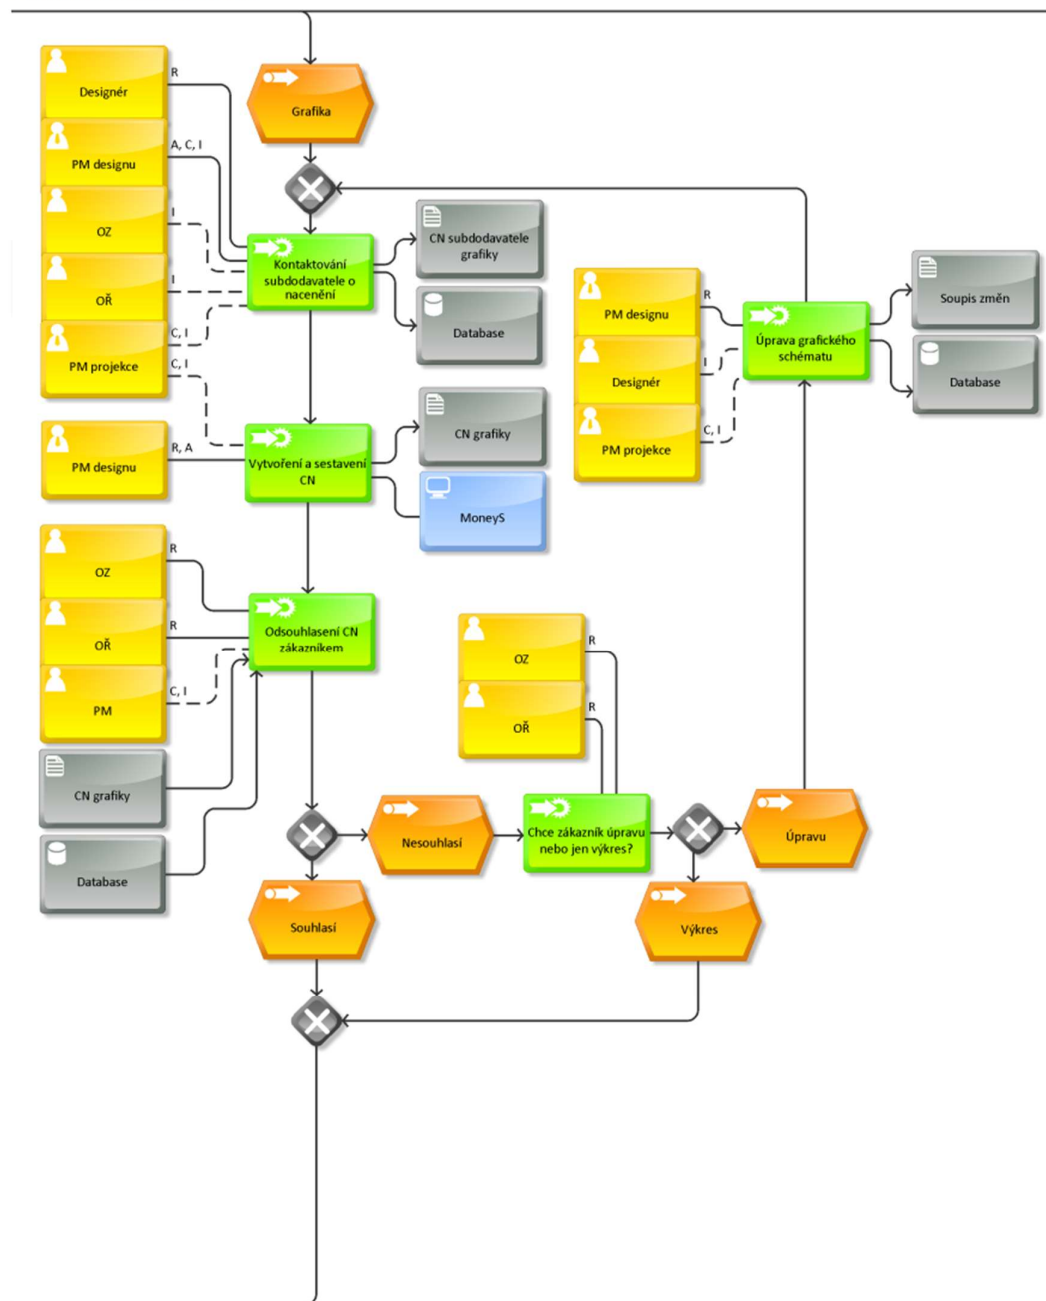 Grafika
Designér
R
PM designu
A, C, I
OZ
I
OŘ
I
PM projekce
C, I
C, I
Kontaktování
subdodavatele o
nacenění
CN subdodavatele
grafiky
Database
PM designu
R
Designér
I
PM projekce
C, I
Úprava grafického
schématu
Soupis změn
Database
PM designu
R, A
Vytvoření a sestavení
CN
CN grafiky
MoneyS
OZ
R
OŘ
R
PM
C, I
CN grafiky
Database
Odsouhlasení CN
zákazníkem
OZ
R
OŘ
R
Nesouhlasí
Chce zákazník úpravu
nebo jen výkres?
Úpravu
Souhlasí
Výkres